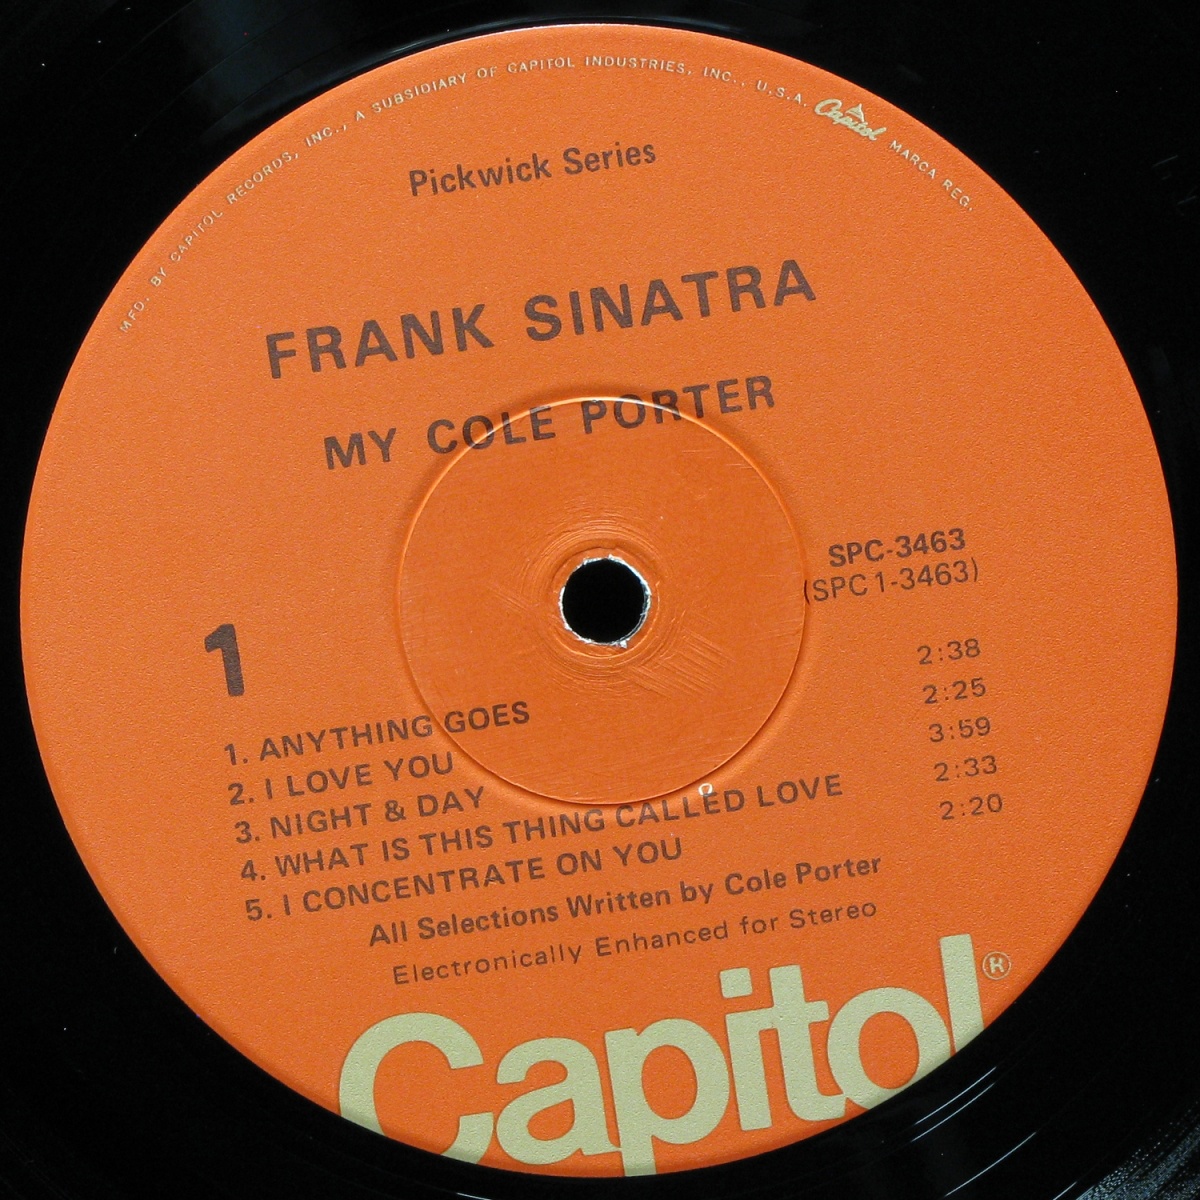 MFD. BY CAPITOL RECORDS, INC., A SUBSIDIARY OF CAPITOL INDUSTRIES, INC., U.S.A. Capitol MARCA REG.
Pickwick Series
FRANK SINATRA
MY COLE PORTER
SPC-3463
(SPC 1-3463)
1
1. ANYTHING GOES 2:38
2. I LOVE YOU 2:25
3. NIGHT & DAY 3:59
4. WHAT IS THIS THING CALLED LOVE 2:33
5. I CONCENTRATE ON YOU 2:20
All Selections Written by Cole Porter
Electronically Enhanced for Stereo
Capitol®